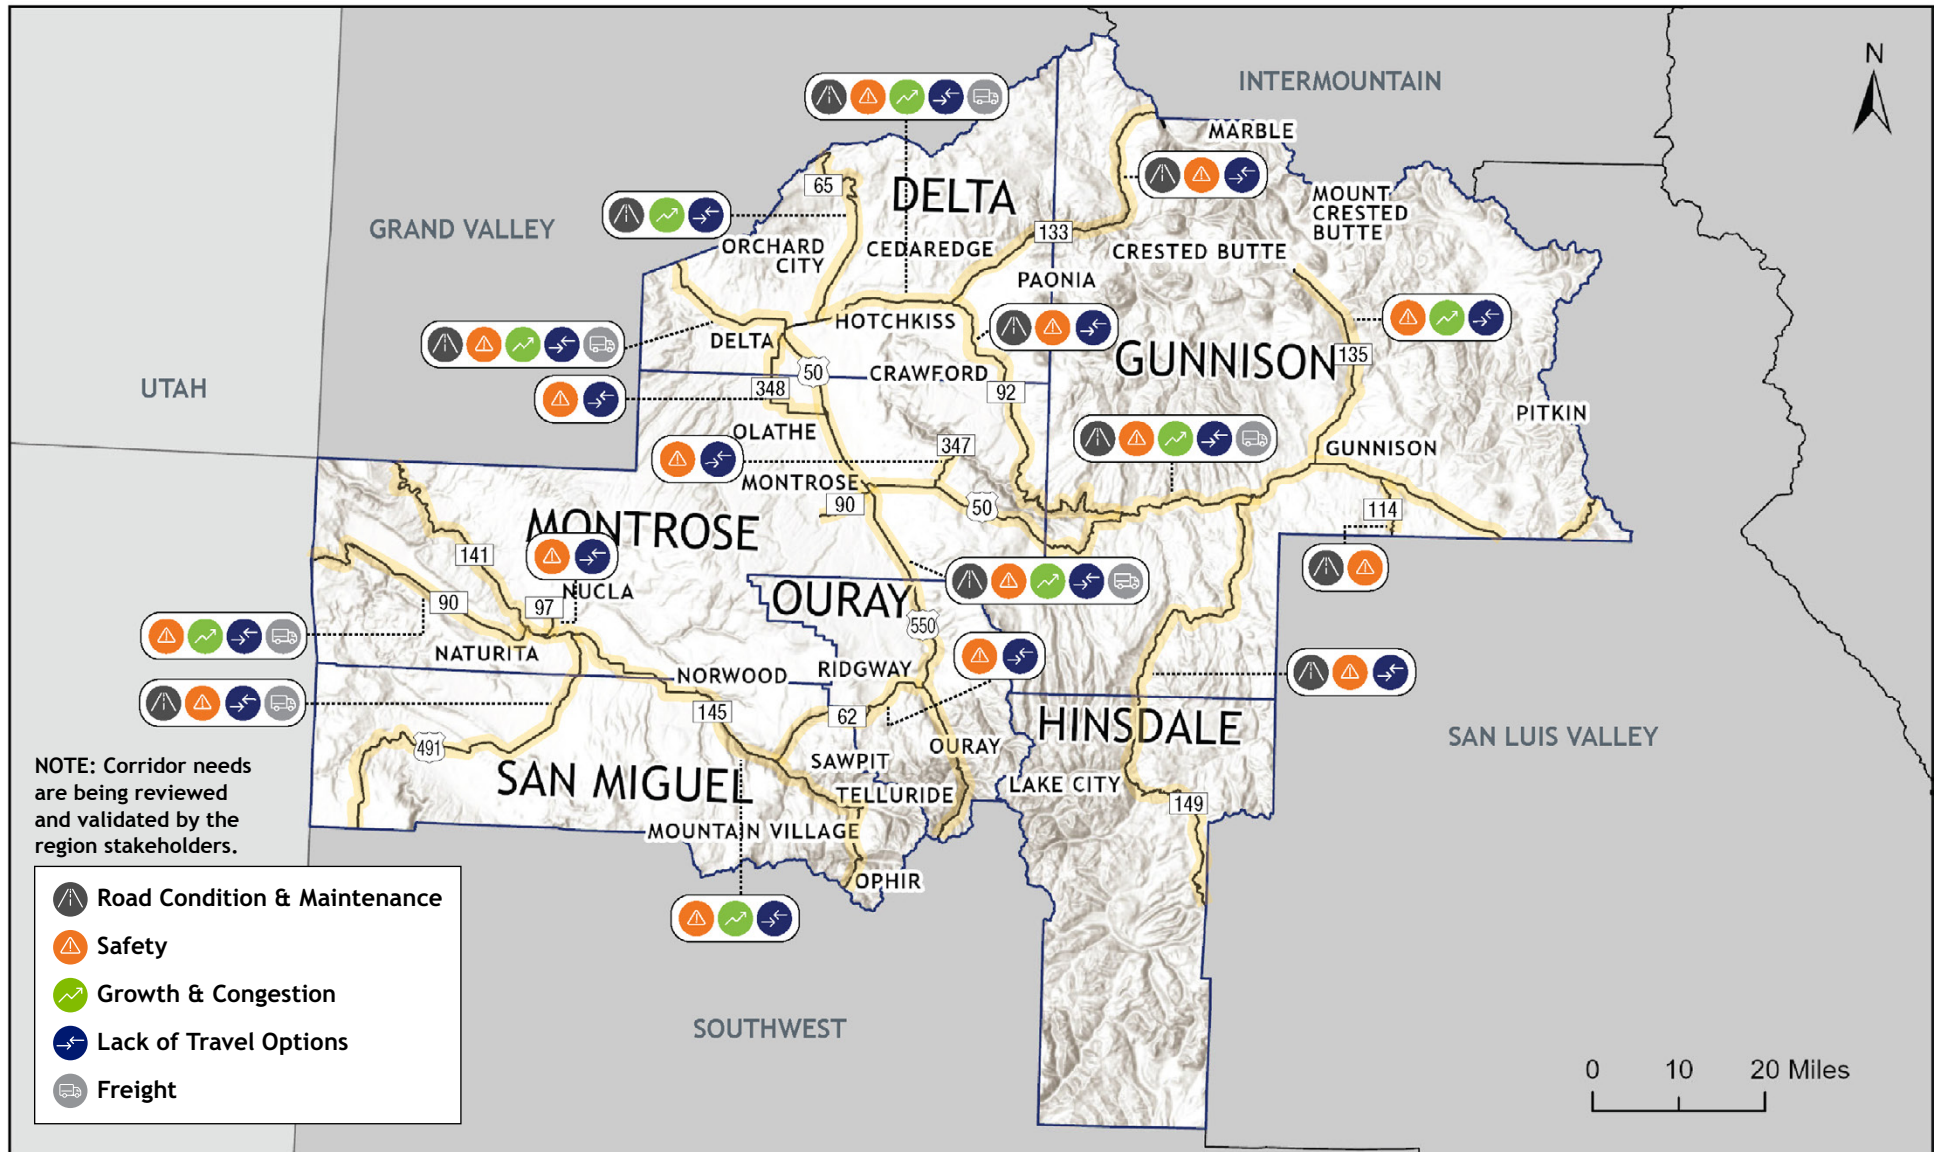 INTERMOUNTAIN
N
MARBLE
65
DELTA
MOUNT
CRESTED
BUTTE
GRAND VALLEY
ORCHARD
CITY
CEDAREDGE
133
CRESTED BUTTE
PAONIA
HOTCHKISS
DELTA
50
CRAWFORD
GUNNISON
135
UTAH
348
92
PITKIN
OLATHE
347
GUNNISON
MONTROSE
90
50
114
MONTROSE
141
NUCLA
OURAY
90
97
550
NATURITA
NORWOOD
RIDGWAY
145
62
HINSDALE
491
SAWPIT
OURAY
SAN LUIS VALLEY
SAN MIGUEL
TELLURIDE
LAKE CITY
149
MOUNTAIN VILLAGE
OPHIR
NOTE: Corridor needs
are being reviewed
and validated by the
region stakeholders.
Road Condition & Maintenance
Safety
Growth & Congestion
Lack of Travel Options
Freight
SOUTHWEST
0 10 20 Miles